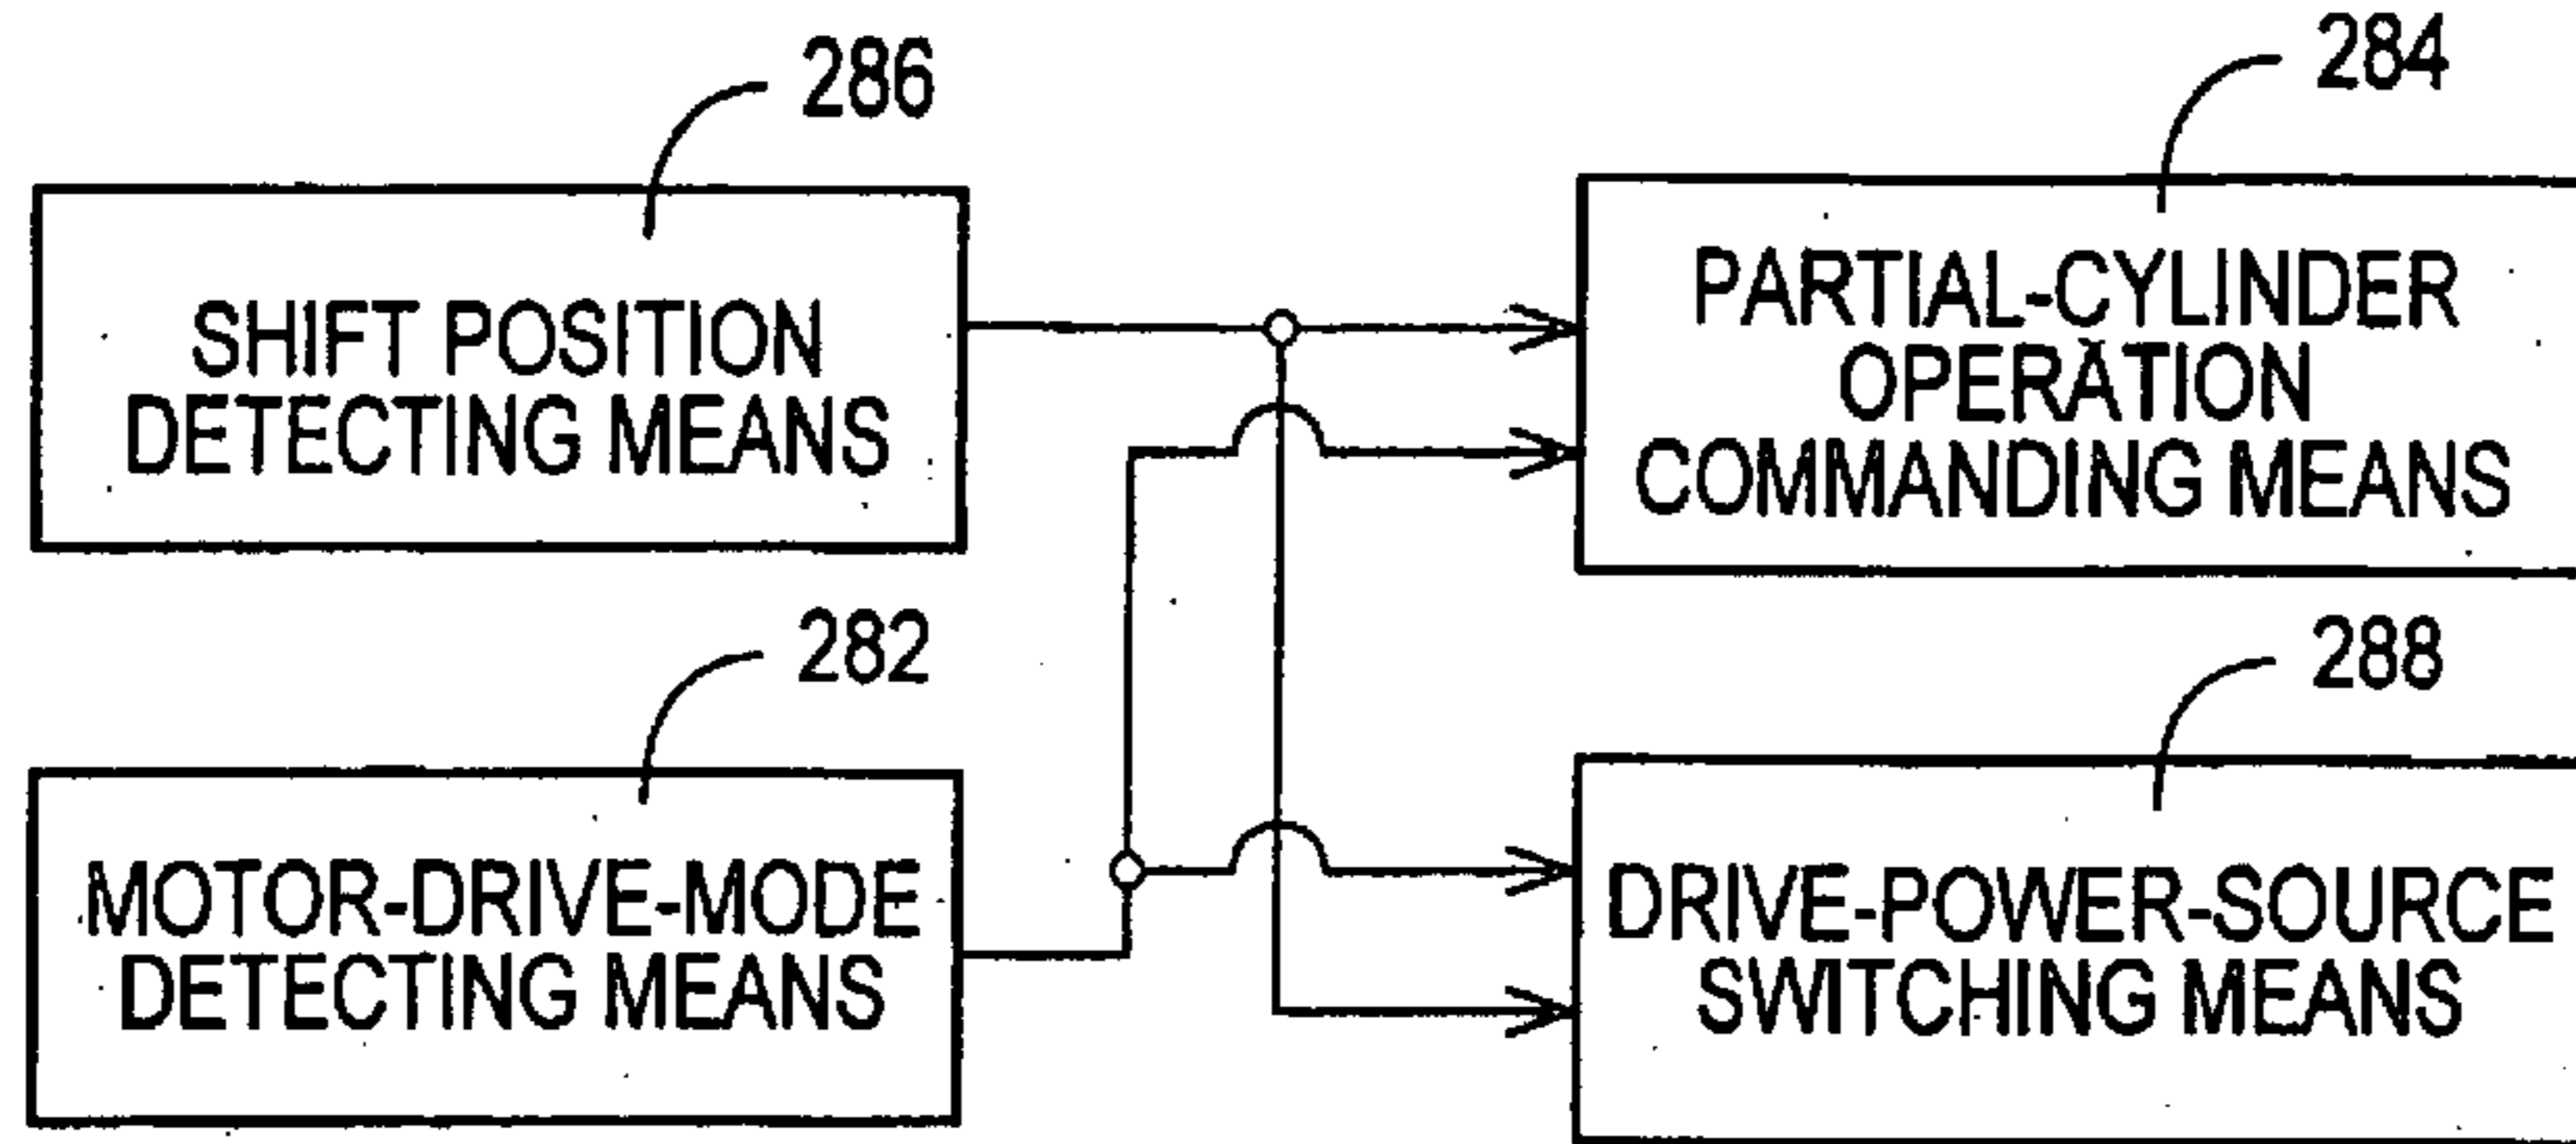 286
SHIFT POSITION
DETECTING MEANS
284
PARTIAL-CYLINDER
OPERATION
COMMANDING MEANS
282
MOTOR-DRIVE-MODE
DETECTING MEANS
288
DRIVE-POWER-SOURCE
SWITCHING MEANS